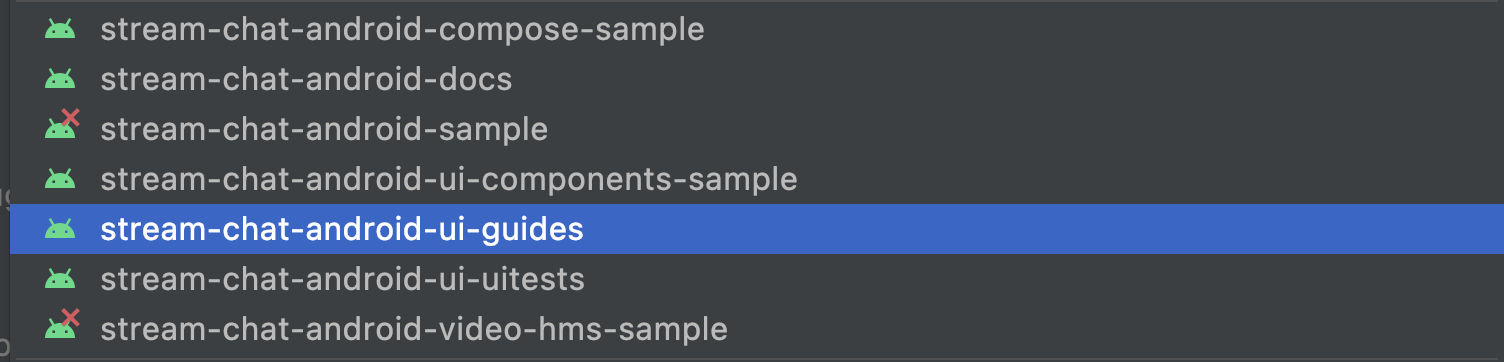 stream-chat-android-compose-sample
stream-chat-android-docs
stream-chat-android-sample
stream-chat-android-ui-components-sample
stream-chat-android-ui-guides
stream-chat-android-ui-uitests
stream-chat-android-video-hms-sample